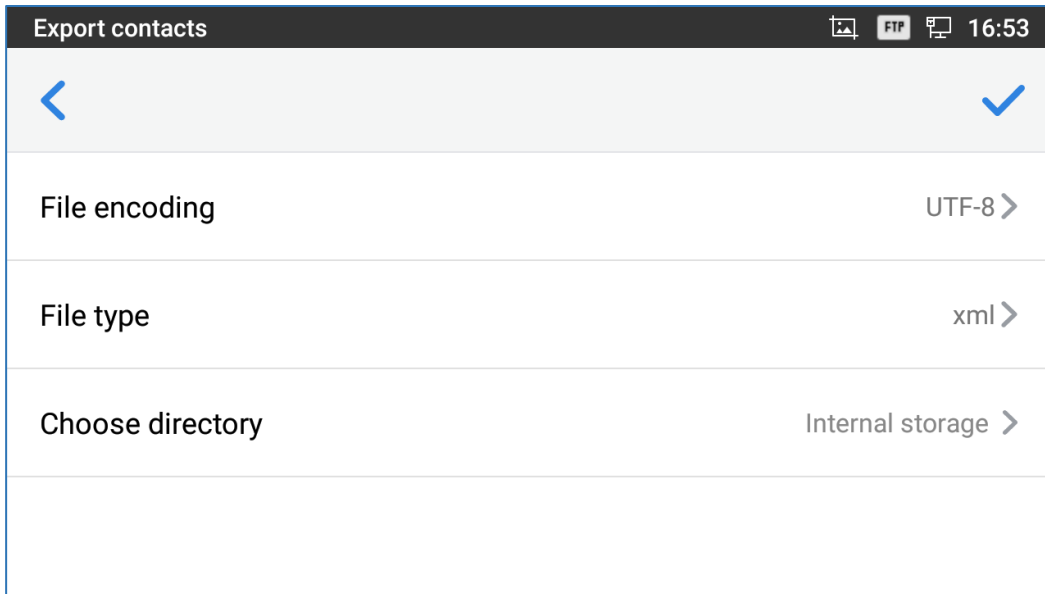 Export contacts FTP 16:53
File encoding UTF-8
File type xml
Choose directory Internal storage